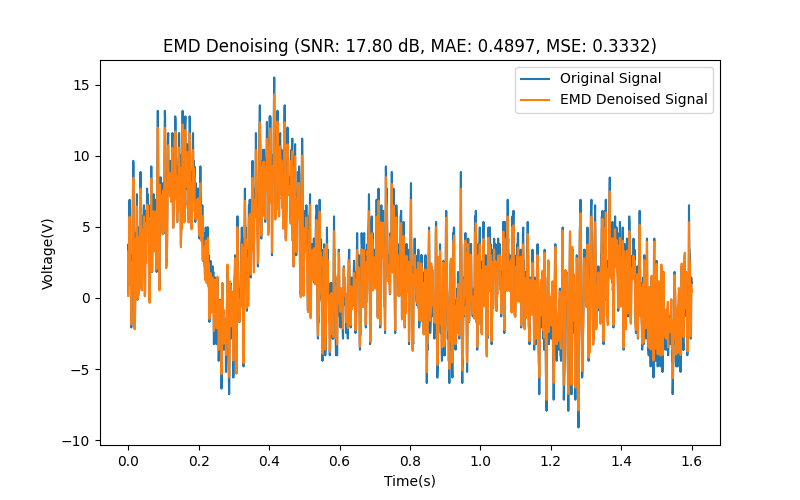 EMD Denoising (SNR: 17.80 dB, MAE: 0.4897, MSE: 0.3332)
Original Signal
EMD Denoised Signal
Voltage(V)
15
10
5
0
−5
−10
0.0 0.2 0.4 0.6 0.8 1.0 1.2 1.4 1.6
Time(s)